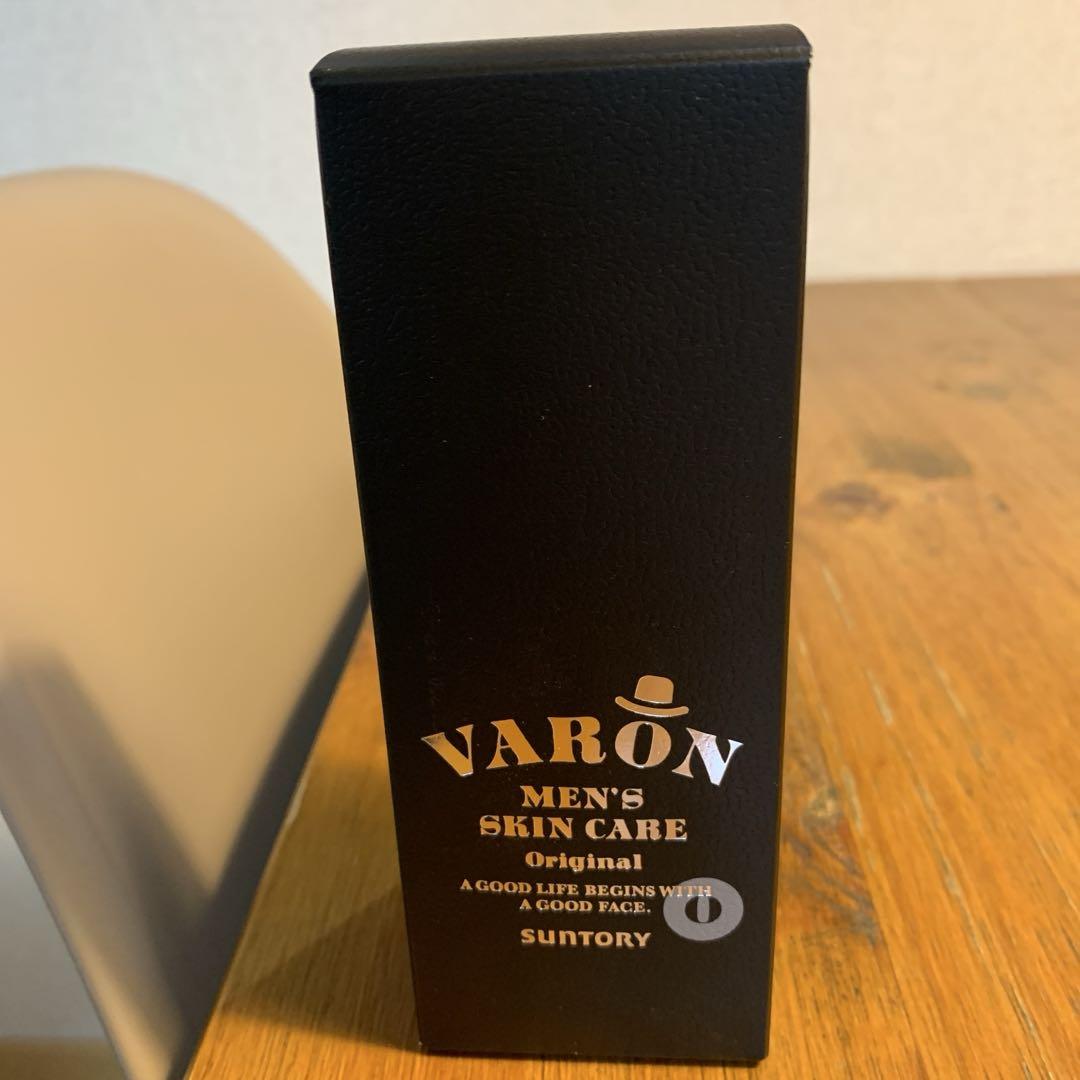 VARON
MEN'S
SKIN CARE
Original
A GOOD LIFE BEGINS WITH
A GOOD FACE.
O
SUNTORY